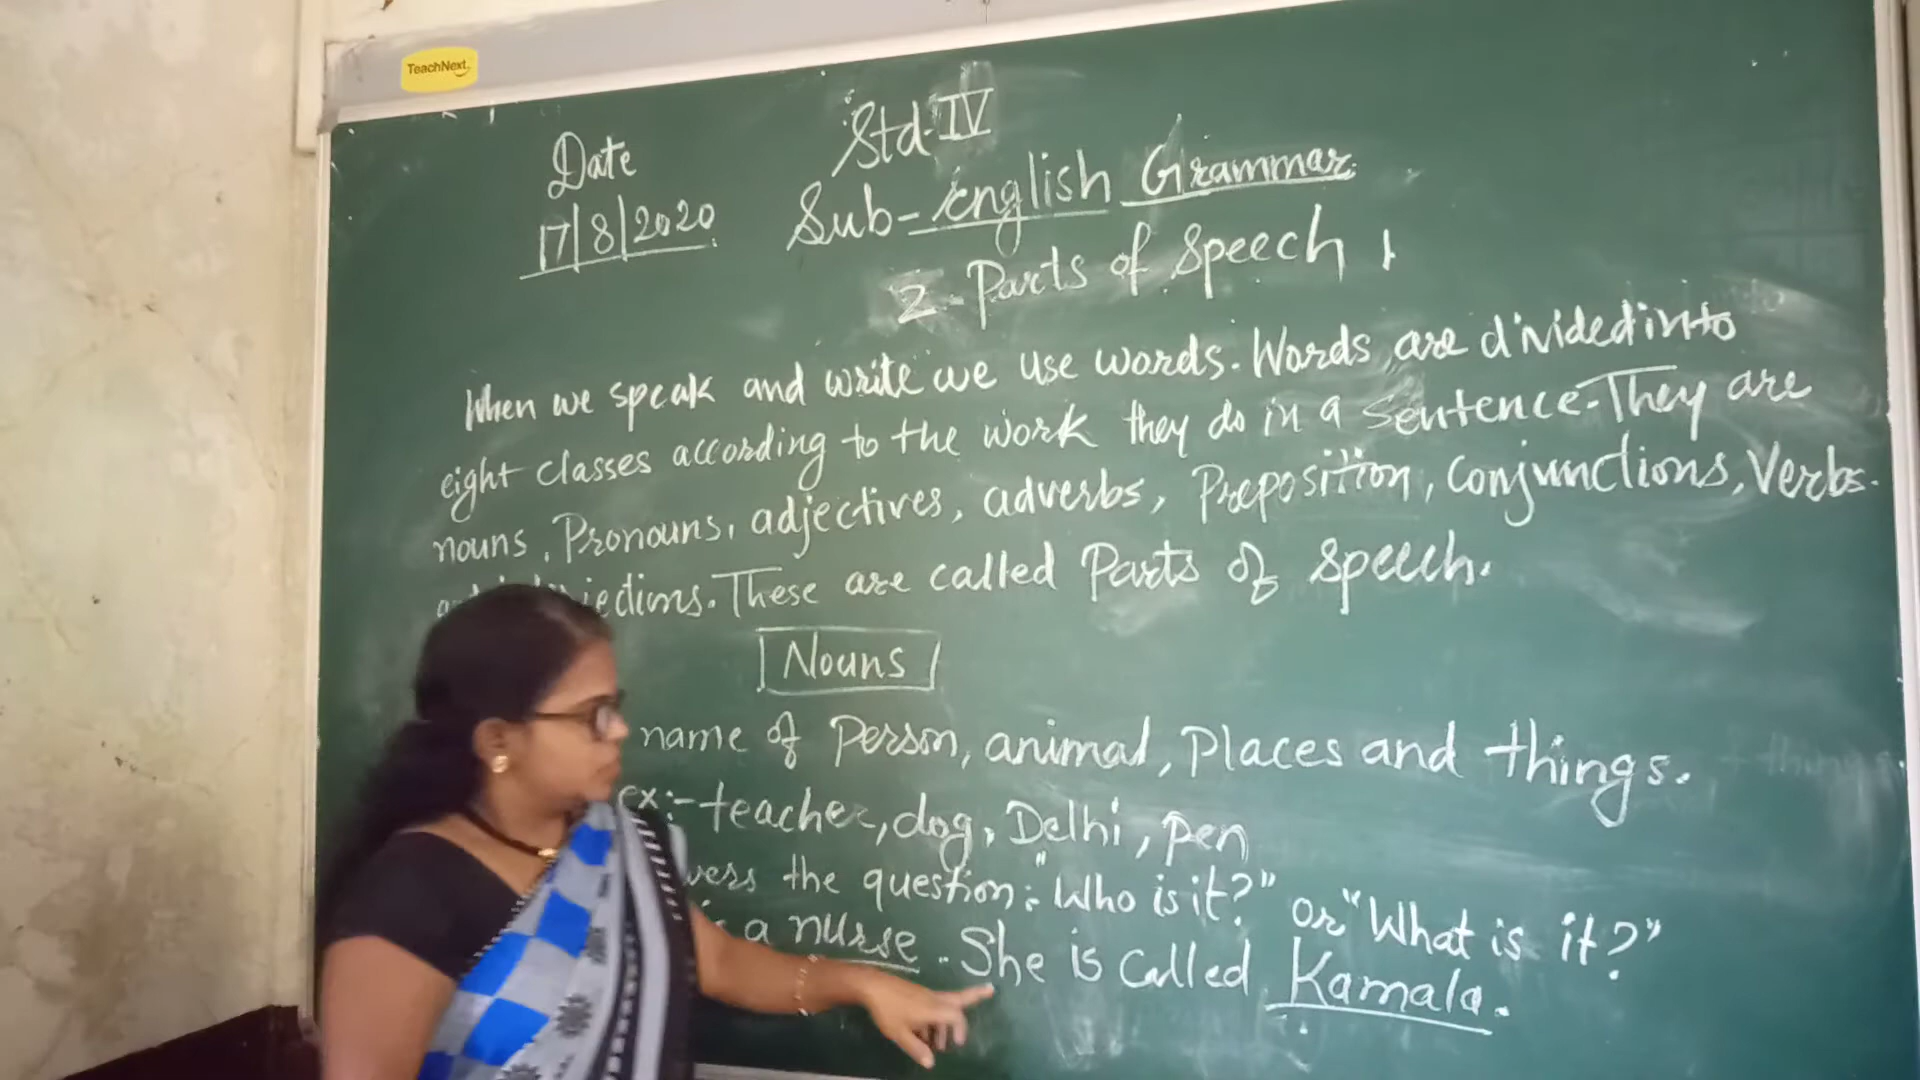 TeachNext
Std-IV
Date
17/8/2020
Sub-English Grammar
2-Parts of Speech
When we speak and write we use words. Words are divided into
eight classes according to the work they do in a sentence. They are
nouns, Pronouns, adjectives, adverbs, Preposition, Conjunctions, Verbs.
These are called Parts of speech.
Nouns
name of Person, animal, Places and things.
ex:-teacher, dog, Delhi, pen
the question: "Who is it?" or "What is it?"
is a nurse. She is called Kamala.